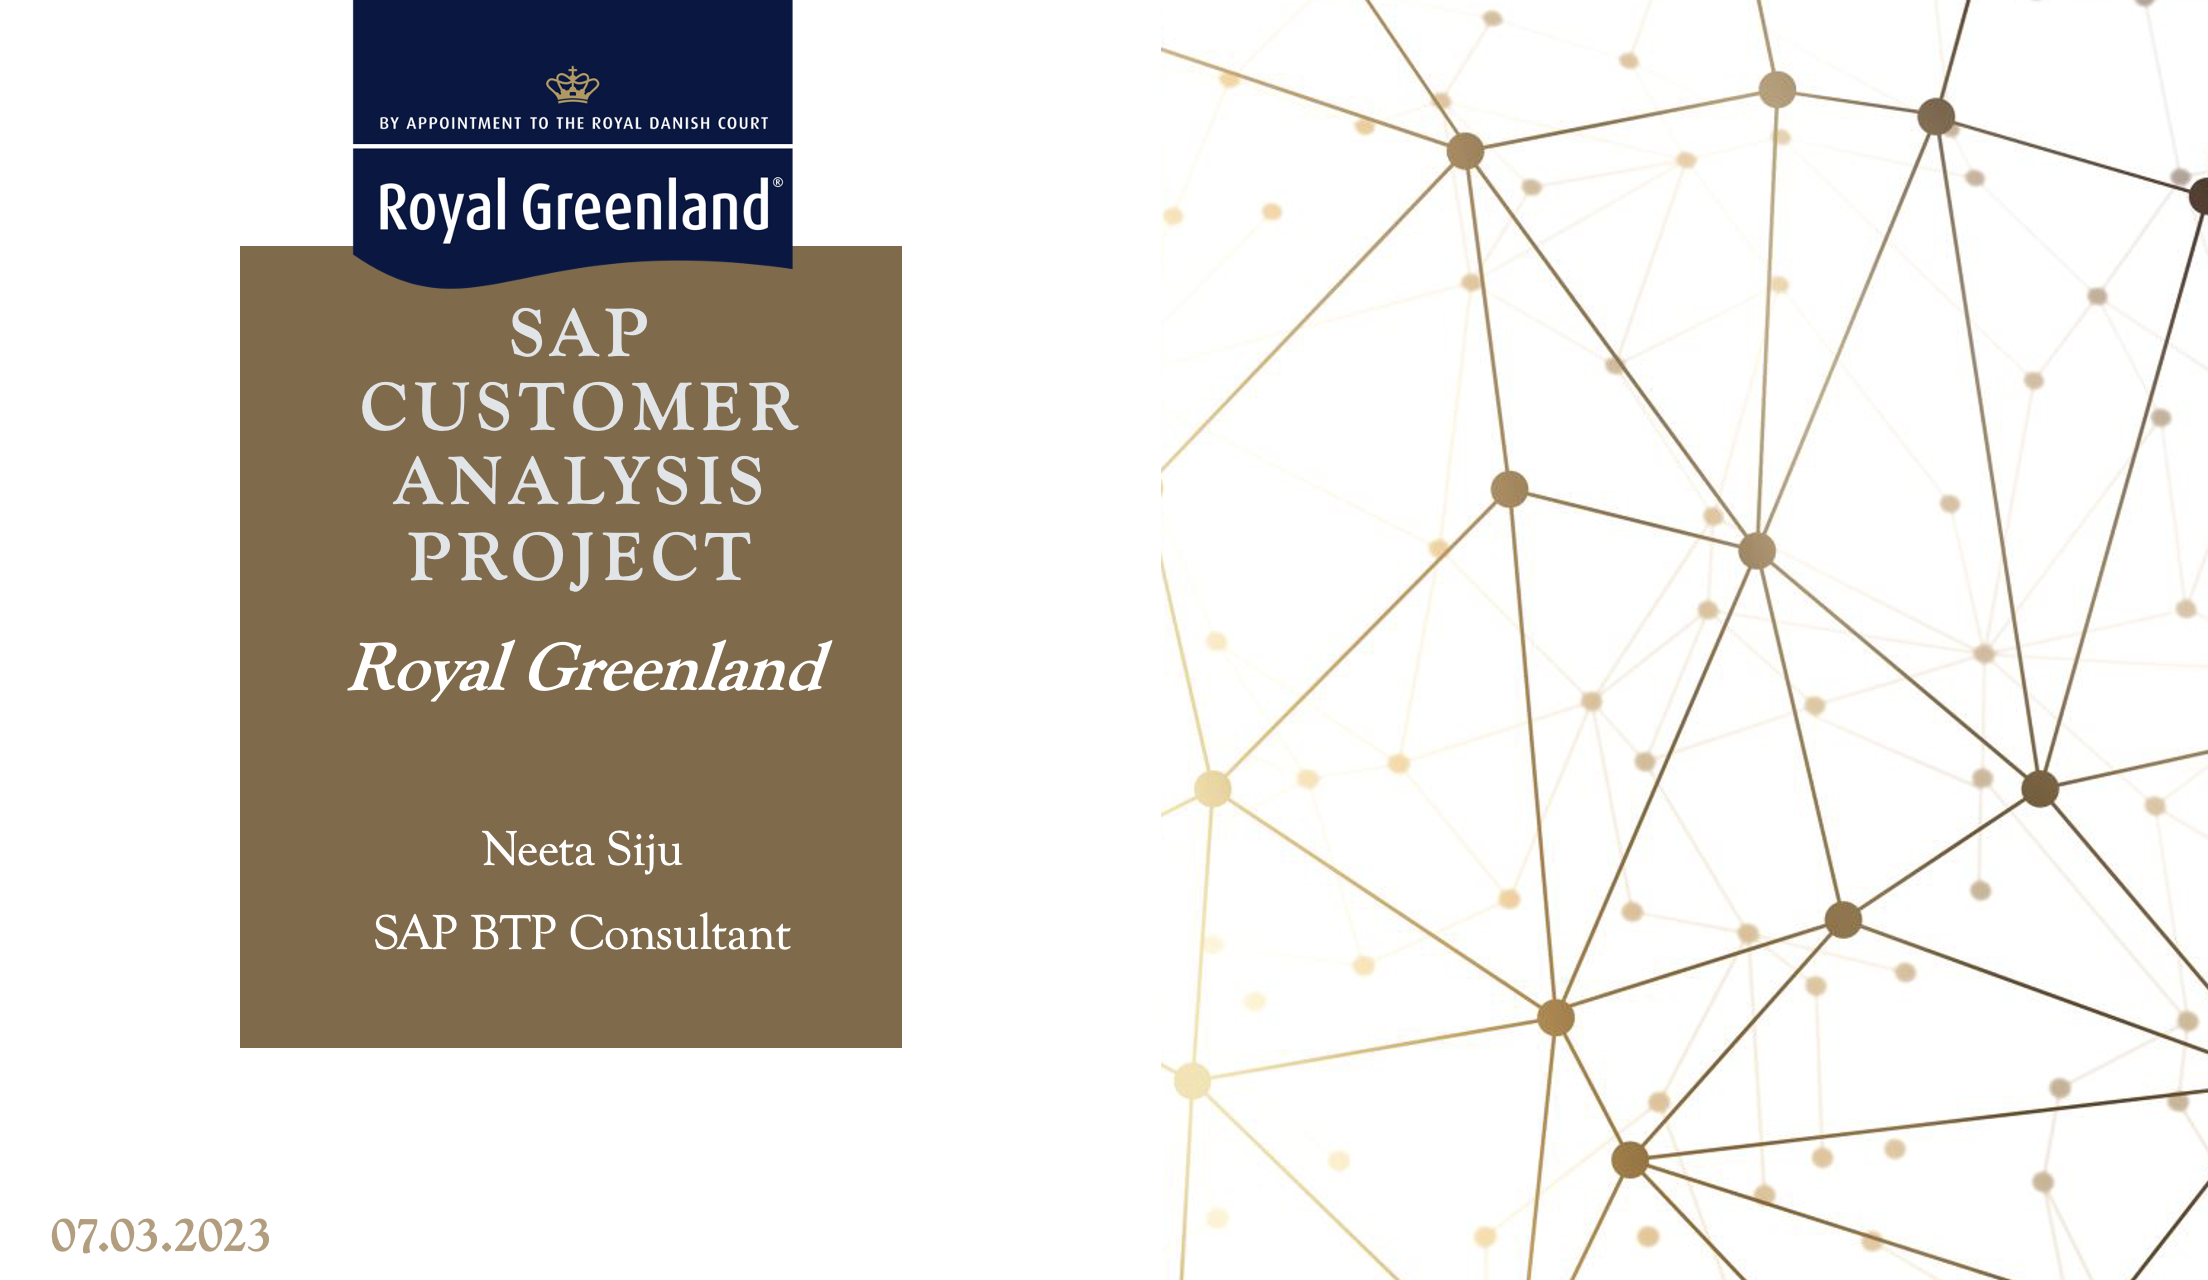 BY APPOINTMENT TO THE ROYAL DANISH COURT
Royal Greenland®
SAP
CUSTOMER
ANALYSIS
PROJECT
Royal Greenland
Neeta Siju
SAP BTP Consultant
07.03.2023